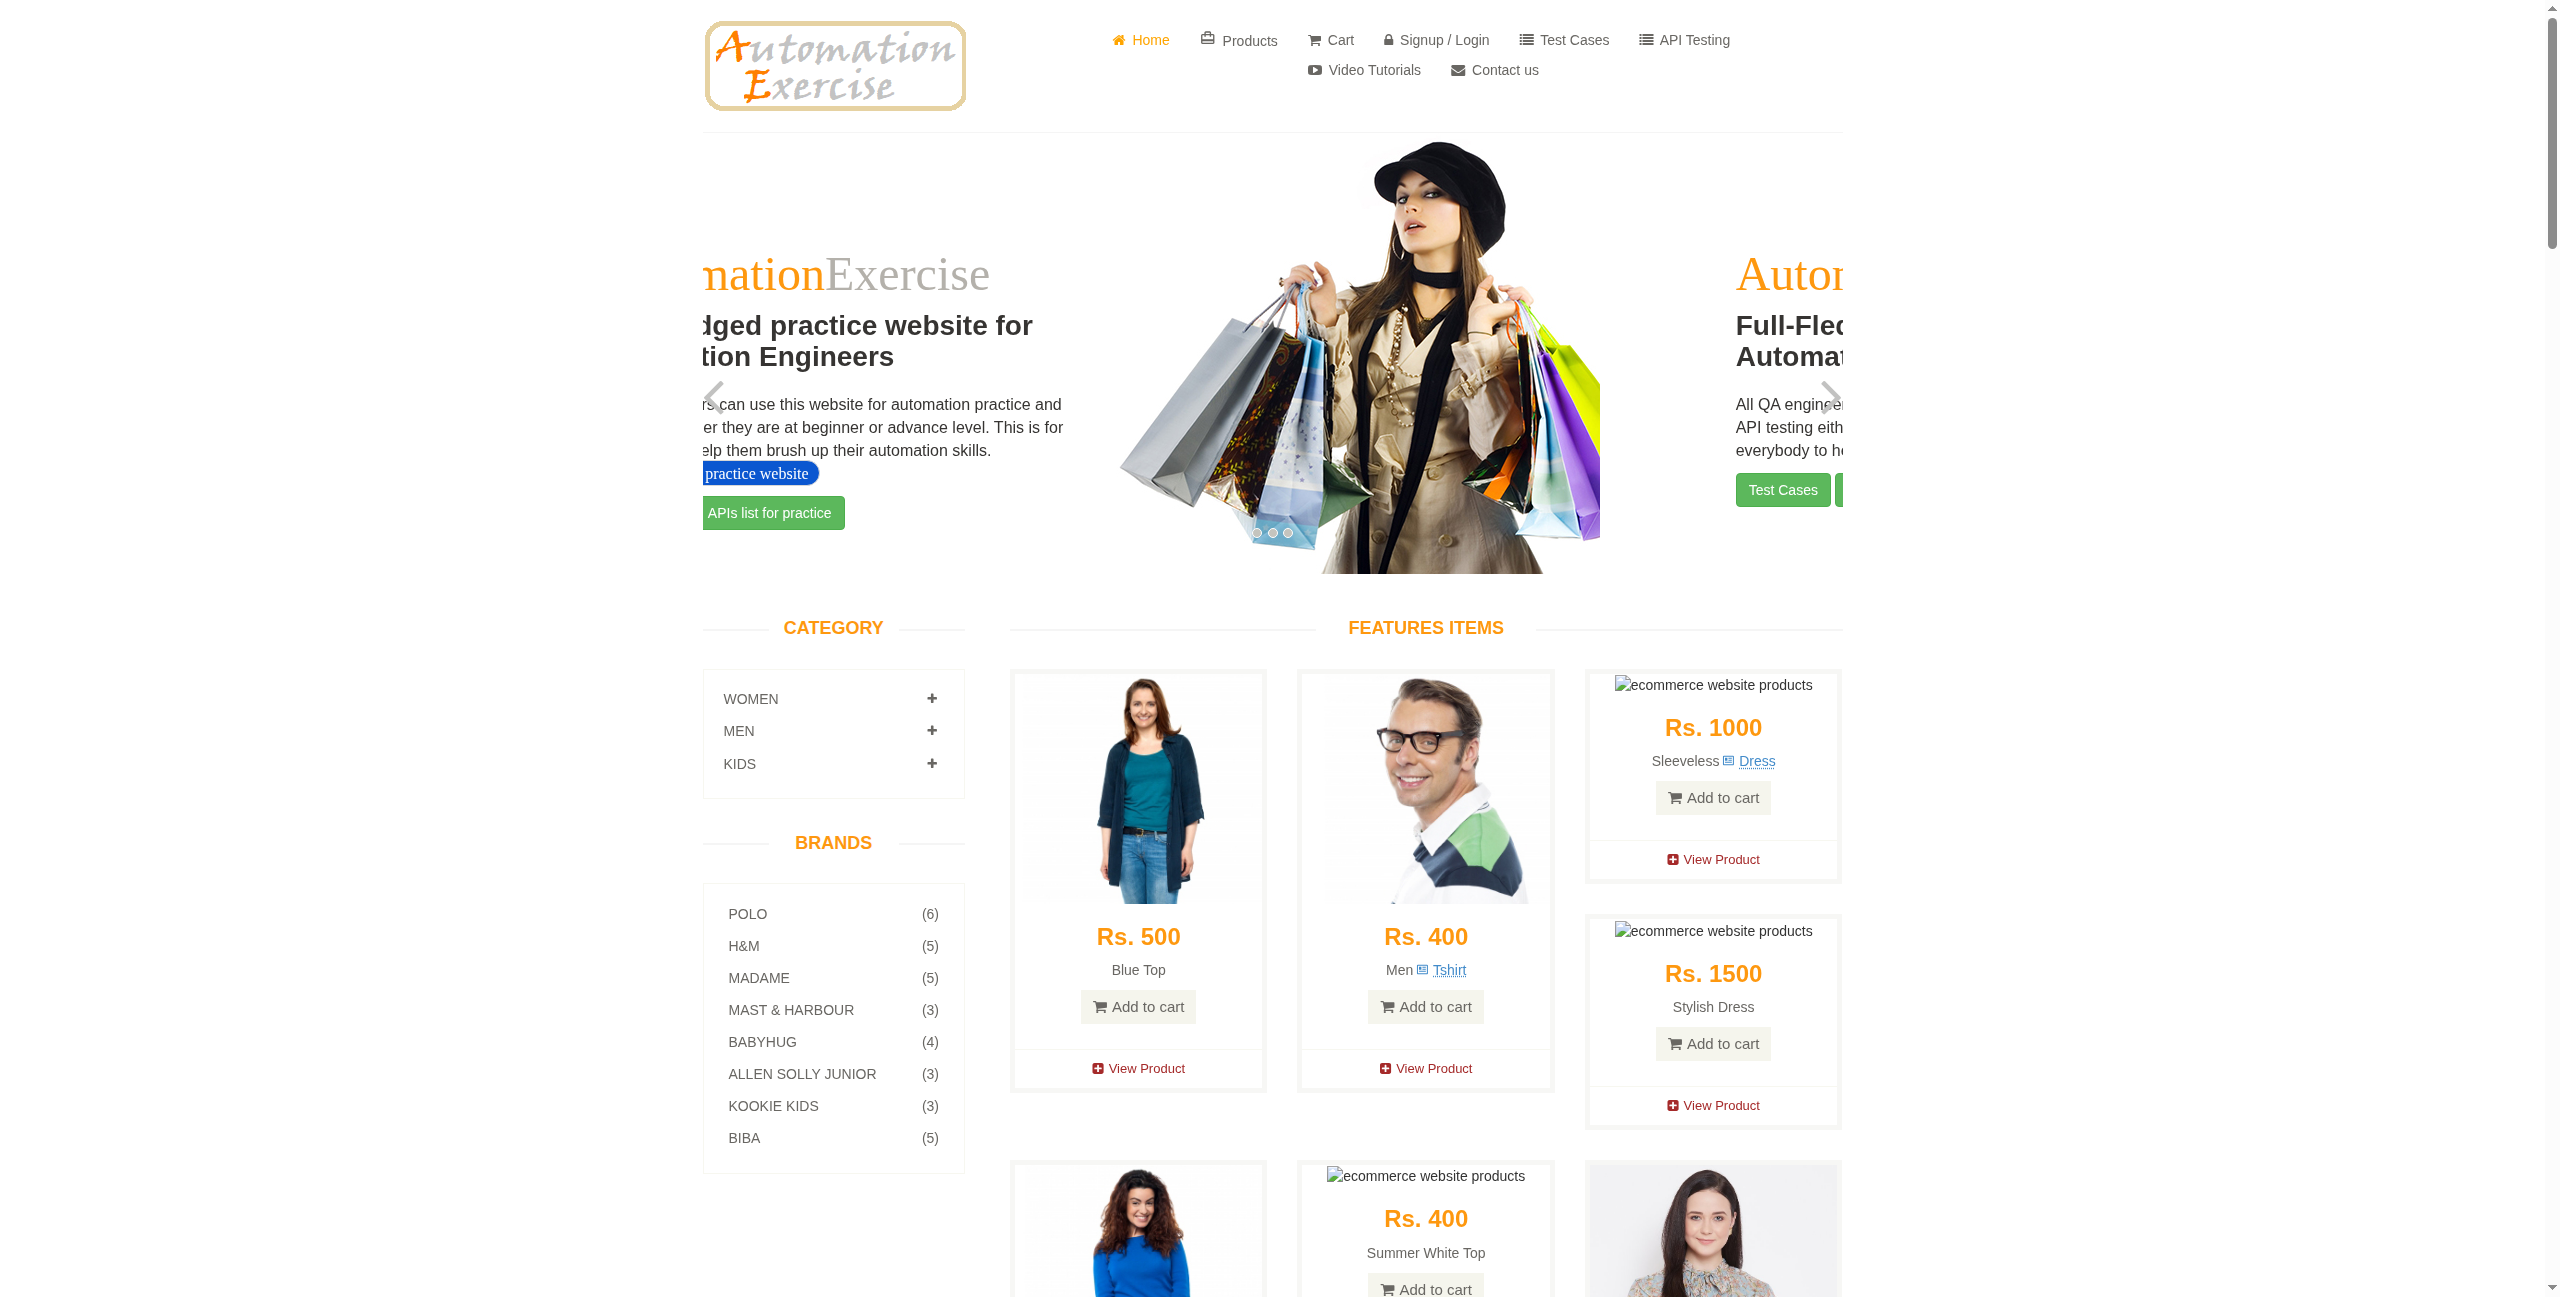 Automation
Exercise
Home
Products
Cart
Signup / Login
Test Cases
API Testing
Video Tutorials
Contact us
mationExercise
dged practice website for
tion Engineers
rs can use this website for automation practice and
er they are at beginner or advance level. This is for
elp them brush up their automation skills.
practice website
APIs list for practice
Autom
Full-Fled
Automat
All QA engineer
API testing eith
everybody to he
Test Cases
CATEGORY
WOMEN
MEN
KIDS
BRANDS
POLO (6)
H&M (5)
MADAME (5)
MAST & HARBOUR (3)
BABYHUG (4)
ALLEN SOLLY JUNIOR (3)
KOOKIE KIDS (3)
BIBA (5)
FEATURES ITEMS
Rs. 500
Blue Top
Add to cart
View Product
Rs. 400
Men Tshirt
Add to cart
View Product
ecommerce website products
Rs. 1000
Sleeveless Dress
Add to cart
View Product
ecommerce website products
Rs. 1500
Stylish Dress
Add to cart
View Product
ecommerce website products
Rs. 400
Summer White Top
Add to cart